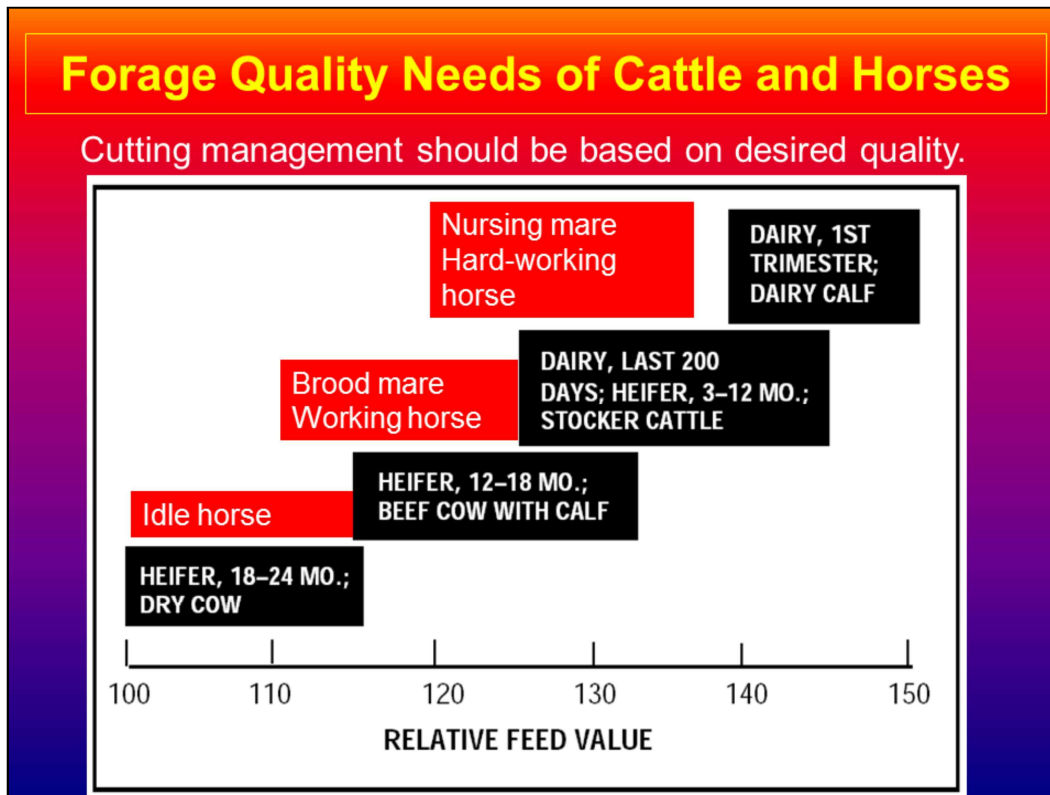 Forage Quality Needs of Cattle and Horses
Cutting management should be based on desired quality.
Nursing mare
Hard-working
horse
DAIRY, 1ST
TRIMESTER;
DAIRY CALF
Brood mare
Working horse
DAIRY, LAST 200
DAYS; HEIFER, 3–12 MO.;
STOCKER CATTLE
Idle horse
HEIFER, 12–18 MO.;
BEEF COW WITH CALF
HEIFER, 18–24 MO.;
DRY COW
100 110 120 130 140 150
RELATIVE FEED VALUE